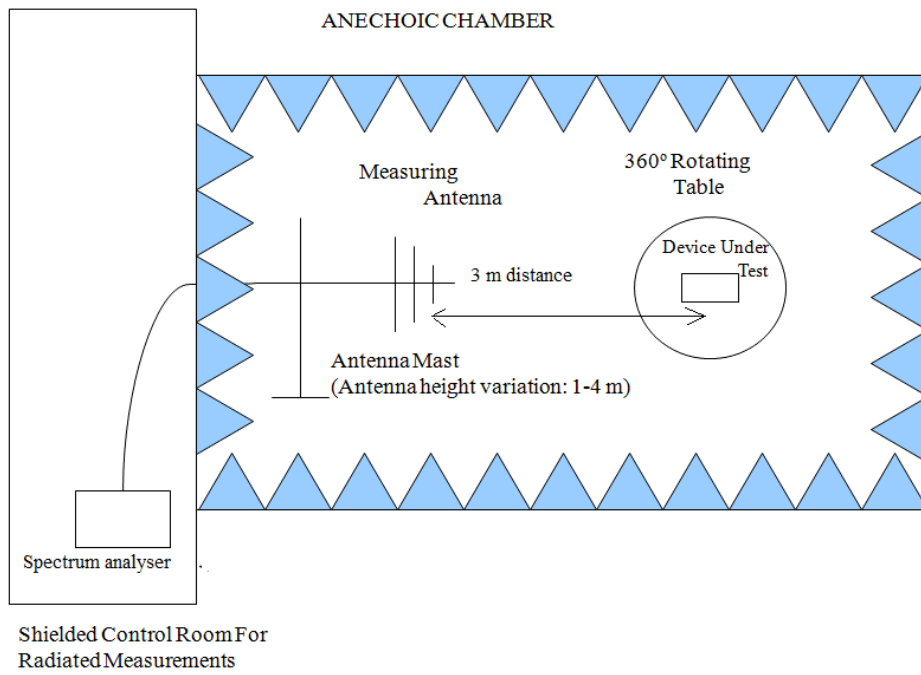 ANECHOIC CHAMBER
Measuring
Antenna
360º Rotating
Table
Device Under
Test
3 m distance
Antenna Mast
(Antenna height variation: 1-4 m)
Spectrum analyser
Shielded Control Room For
Radiated Measurements